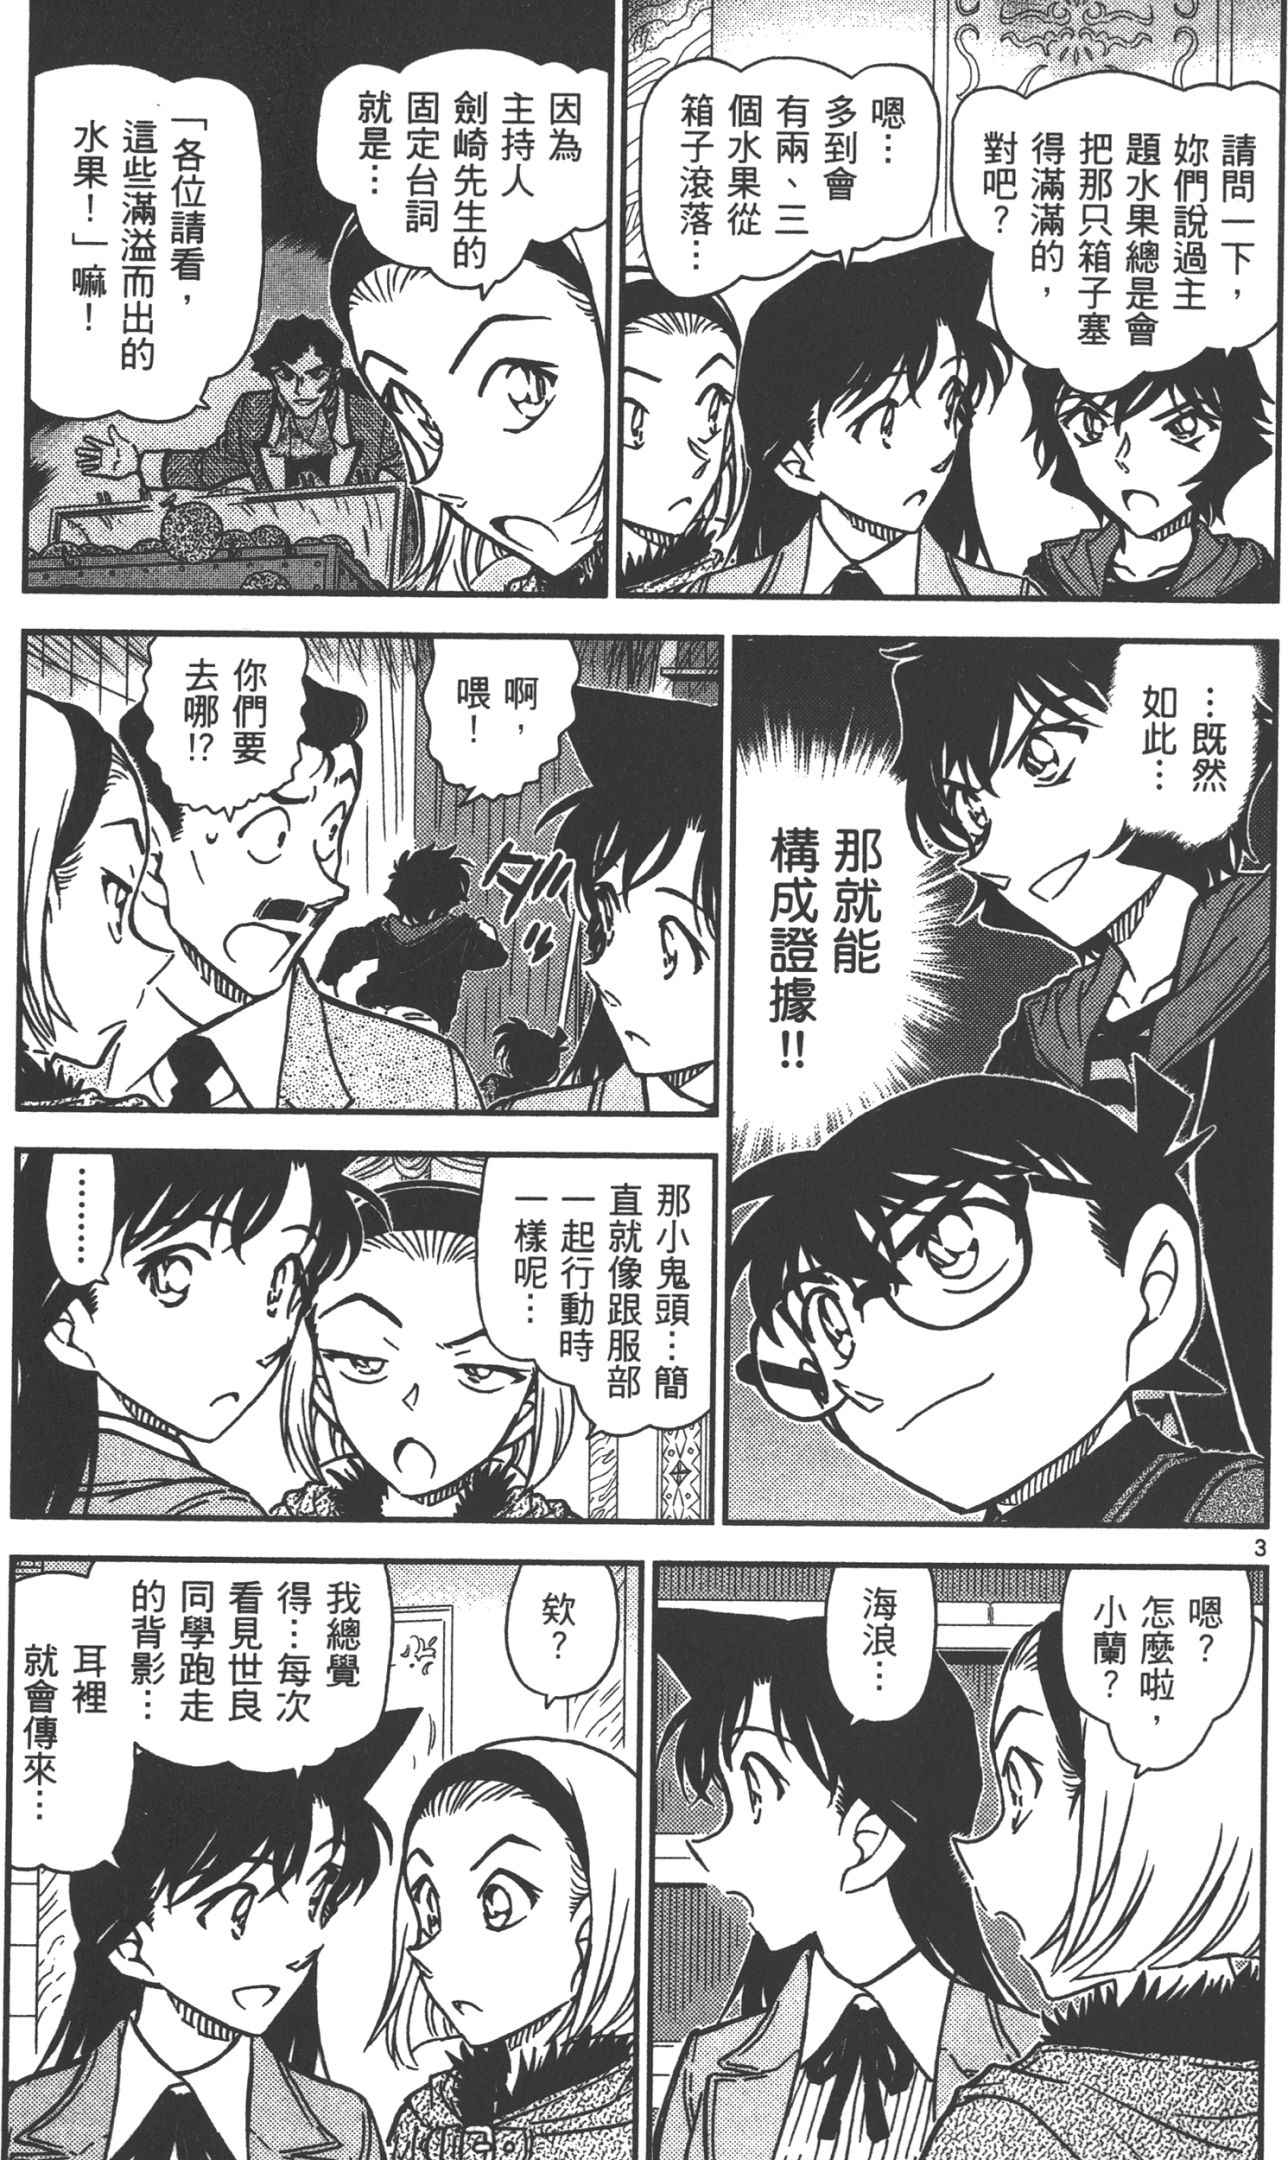 請問一下，
妳們說過主
題水果總是會
把那只箱子塞
得滿滿的，
對吧？
嗯…
多到會
有兩、三
個水果從
箱子滾落…
因為
主持人
劍崎先生的
固定台詞
就是…
「各位請看，
這些滿溢而出的
水果！」嘛！
…既然
如此…
那就能
構成證據!!
啊，
喂！
你們要
去哪!?
那小鬼頭…簡
直就像跟服部
一起行動時
一樣呢…
………
3
嗯？
怎麼啦，
小蘭？
海浪…
欸？
我總覺
得…每次
看見世良
同學跑走
的背影…
耳裡
就會傳來…